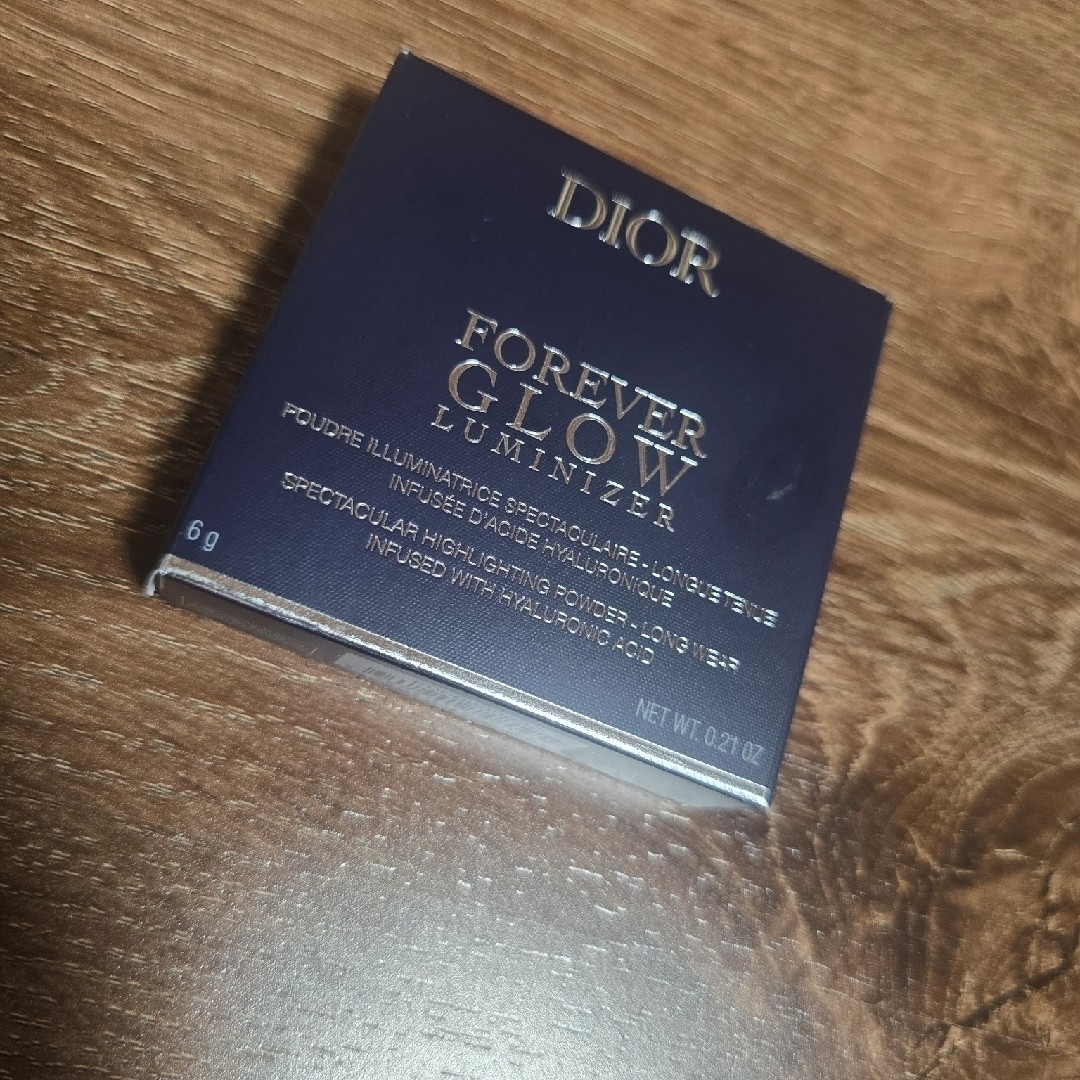 DIOR
FOREVER
GLOW
LUMINIZER
POUDRE ILLUMINATRICE SPECTACULAIRE - LONGUE TENUE
INFUSÉE D'ACIDE HYALURONIQUE
SPECTACULAR HIGHLIGHTING POWDER - LONG WEAR
INFUSED WITH HYALURONIC ACID
6 g
NET WT. 0.21 OZ